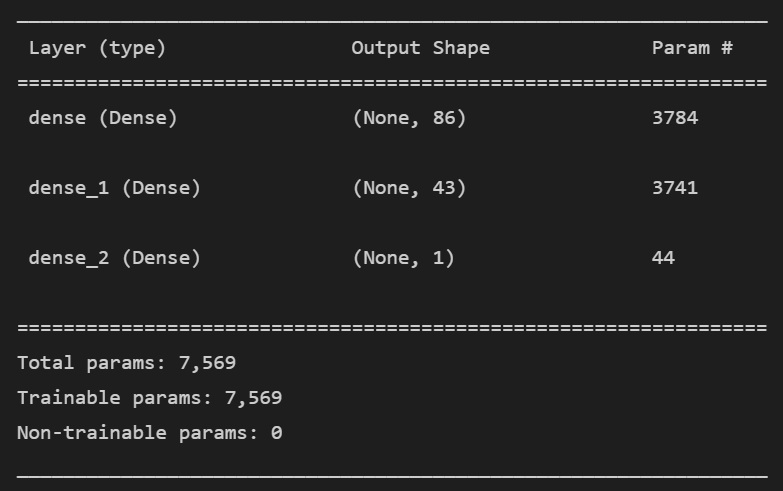 _________________________________________________________________
Layer (type)                Output Shape              Param #
=================================================================
dense (Dense)               (None, 86)                3784
dense_1 (Dense)             (None, 43)                3741
dense_2 (Dense)             (None, 1)                 44
=================================================================
Total params: 7,569
Trainable params: 7,569
Non-trainable params: 0
_________________________________________________________________